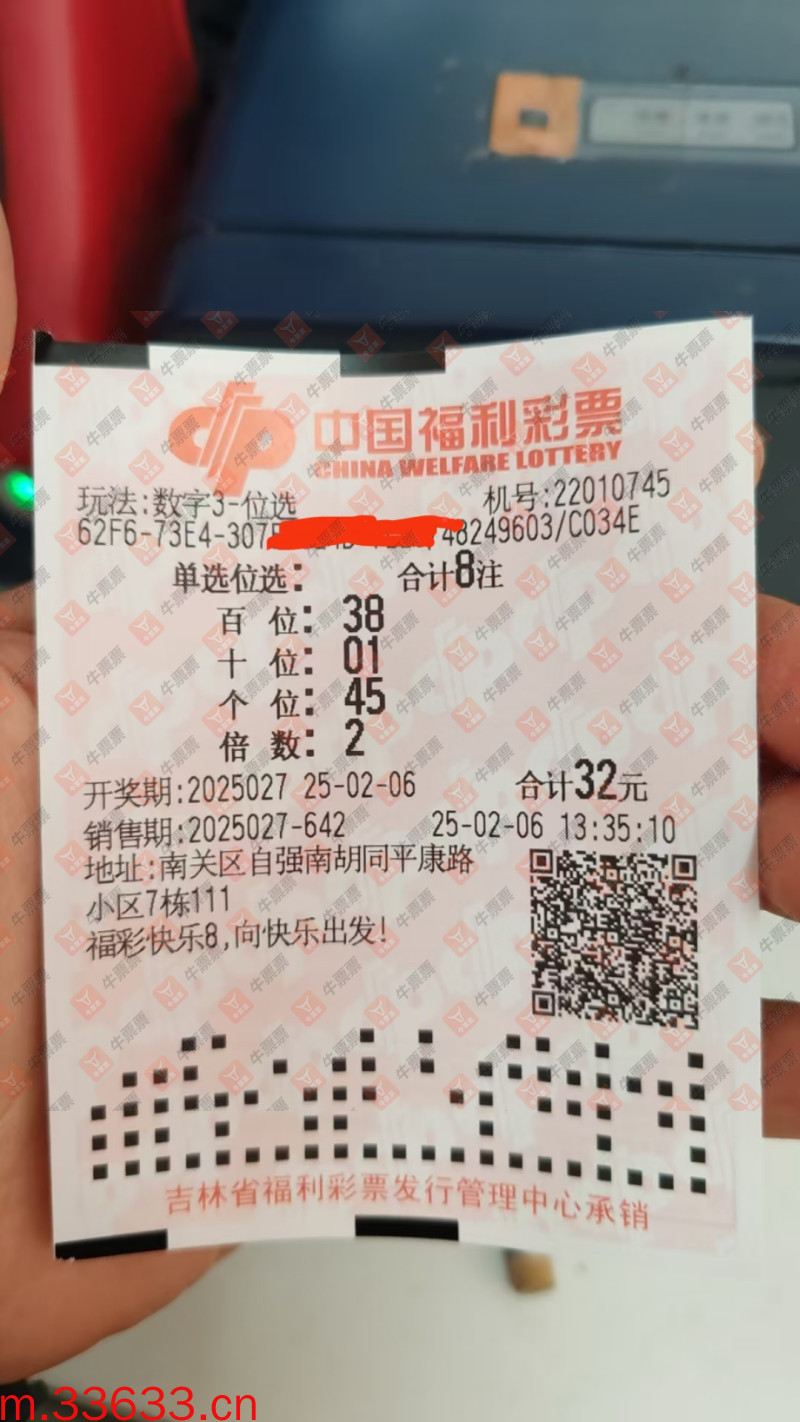 中国福利彩票
CHINA WELFARE LOTTERY
玩法:数字3-位选 机号:22010745
62F6-73E4-307 48249603/C034E
单选位选: 合计8注
百 位: 38
十 位: 01
个 位: 45
倍 数: 2
开奖期:2025027 25-02-06 合计32元
销售期:2025027-642 25-02-06 13:35:10
地址:南关区自强南胡同平康路
小区7栋111
福彩快乐8,向快乐出发!
吉林省福利彩票发行管理中心承销
牛票票
m.33633.cn